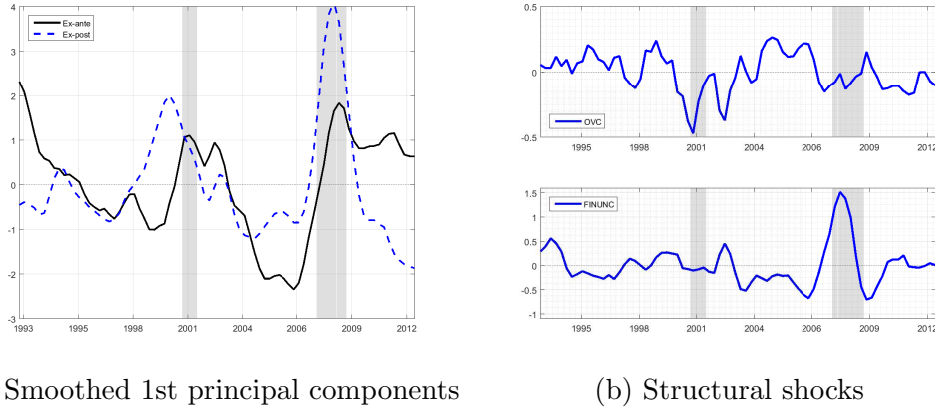 4
3
2
1
0
-1
-2
-3
Ex-ante
Ex-post
1993 1995 1998 2001 2004 2006 2009 2012
Smoothed 1st principal components
0.5
0
-0.5
OVC
1995 1998 2001 2004 2006 2009 2012
1.5
1
0.5
0
-0.5
-1
FINUNC
1995 1998 2001 2004 2006 2009 2012
(b) Structural shocks